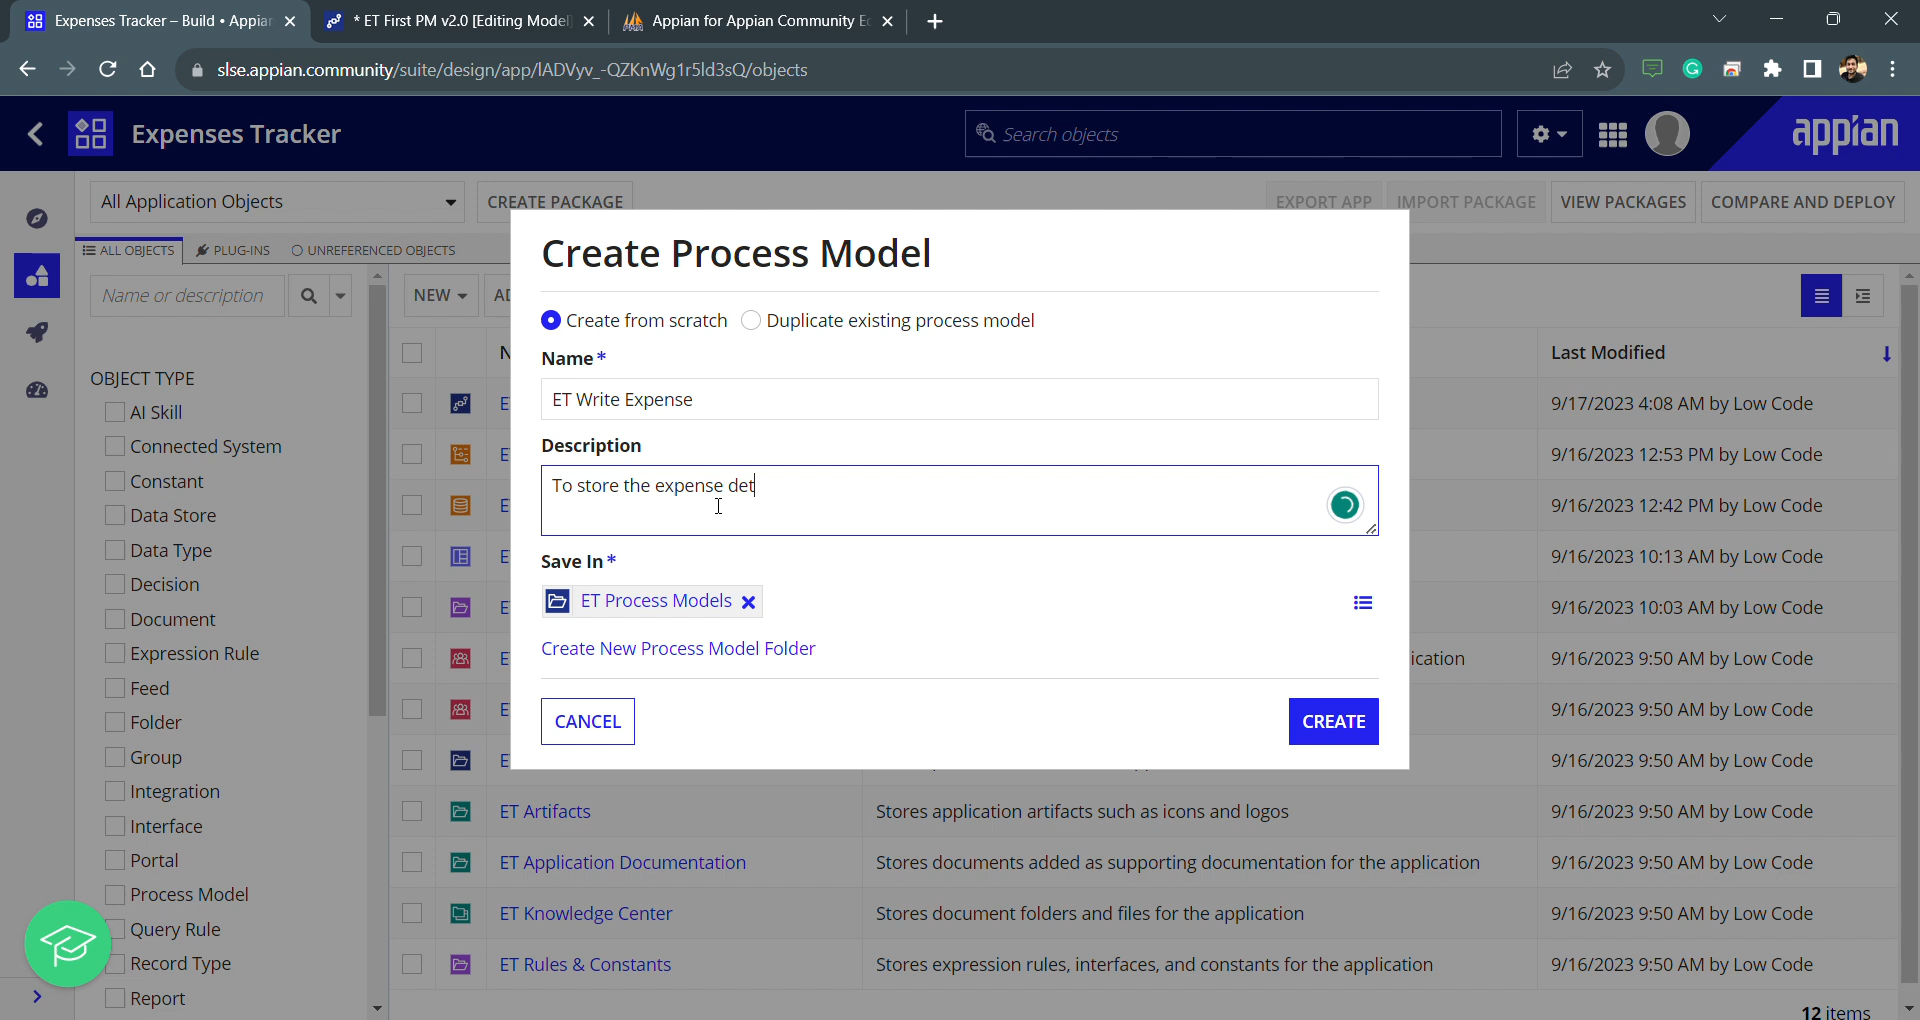 Expenses Tracker – Build • Appian
* ET First PM v2.0 [Editing Model]
Appian for Appian Community Ec
slse.appian.community/suite/design/app/lADVyv_-QZKnWg1r5ld3sQ/objects
Expenses Tracker
Search objects
appian
All Application Objects
CREATE PACKAGE
EXPORT APP
IMPORT PACKAGE
VIEW PACKAGES
COMPARE AND DEPLOY
ALL OBJECTS
PLUG-INS
UNREFERENCED OBJECTS
Name or description
NEW
AD
OBJECT TYPE
AI Skill
Connected System
Constant
Data Store
Data Type
Decision
Document
Expression Rule
Feed
Folder
Group
Integration
Interface
Portal
Process Model
Query Rule
Record Type
Report
Create Process Model
Create from scratch
Duplicate existing process model
Name*
ET Write Expense
Description
To store the expense det
Save In*
ET Process Models
Create New Process Model Folder
CANCEL
CREATE
Last Modified
9/17/2023 4:08 AM by Low Code
9/16/2023 12:53 PM by Low Code
9/16/2023 12:42 PM by Low Code
9/16/2023 10:13 AM by Low Code
9/16/2023 10:03 AM by Low Code
ication
9/16/2023 9:50 AM by Low Code
9/16/2023 9:50 AM by Low Code
9/16/2023 9:50 AM by Low Code
ET Artifacts
Stores application artifacts such as icons and logos
9/16/2023 9:50 AM by Low Code
ET Application Documentation
Stores documents added as supporting documentation for the application
9/16/2023 9:50 AM by Low Code
ET Knowledge Center
Stores document folders and files for the application
9/16/2023 9:50 AM by Low Code
ET Rules & Constants
Stores expression rules, interfaces, and constants for the application
9/16/2023 9:50 AM by Low Code
12 items